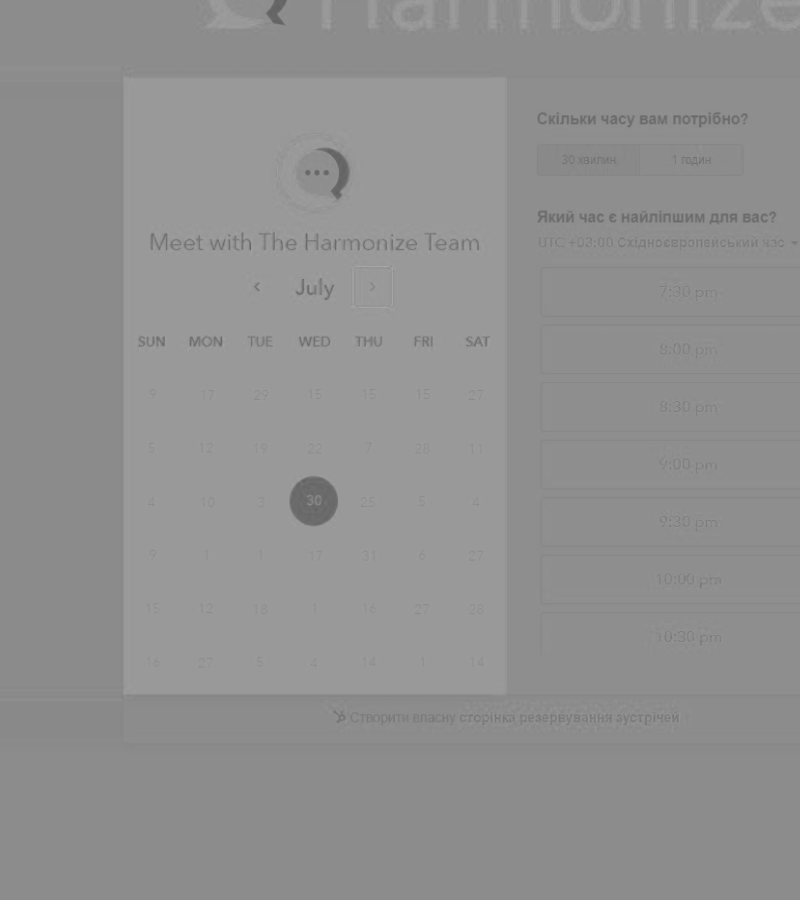 Harmonize
Meet with The Harmonize Team
July
SUN MON TUE WED THU FRI SAT
9 17 29 15 15 15 27
5 12 19 22 7 26 11
4 10 3 30 25 5 4
9 1 1 17 31 6 27
15 12 18 1 16 27 28
16 27 5 4 14 1 14
Скільки часу вам потрібно?
30 хвилин 1 годин
Який час є найліпшим для вас?
UTC +03:00 Східноєвропейський час
7:30 pm
8:00 pm
8:30 pm
9:00 pm
9:30 pm
10:00 pm
10:30 pm
Створити власну сторінка резервування зустрічей